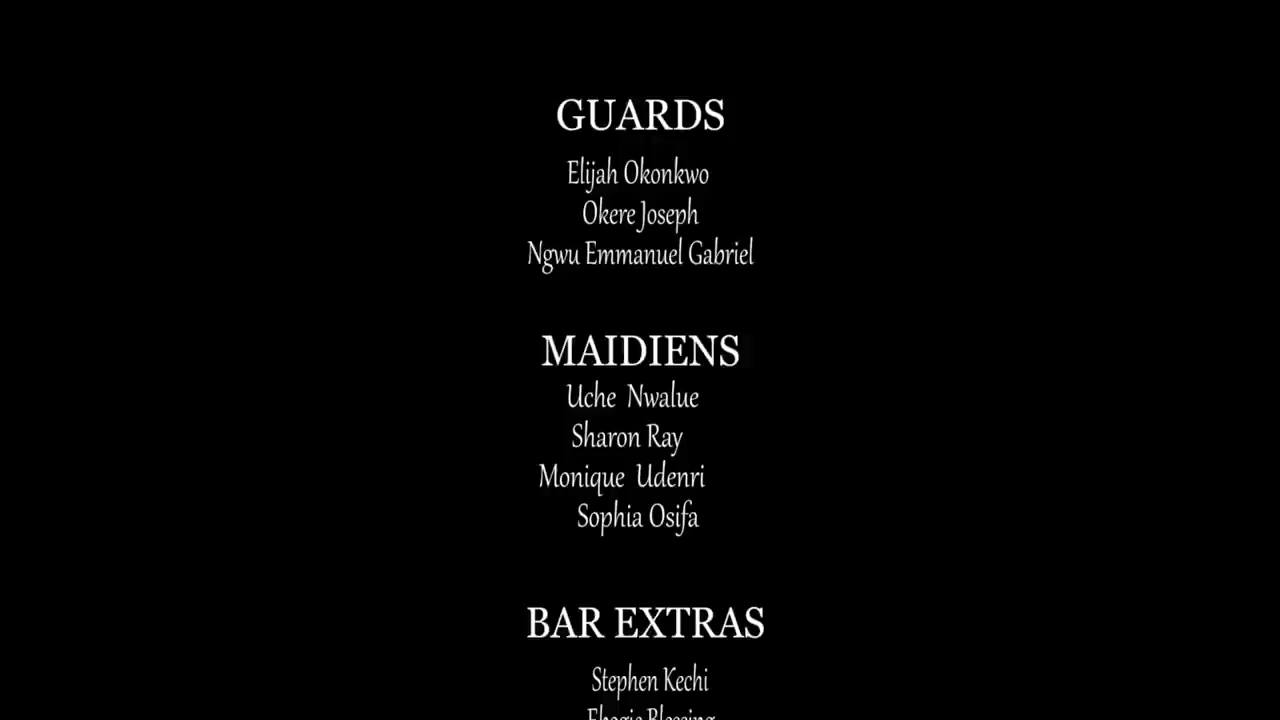 GUARDS
Elijah Okonkwo
Okere Joseph
Ngwu Emmanuel Gabriel
MAIDIENS
Uche Nwalue
Sharon Ray
Monique Udenri
Sophia Osifa
BAR EXTRAS
Stephen Kechi
Blessing